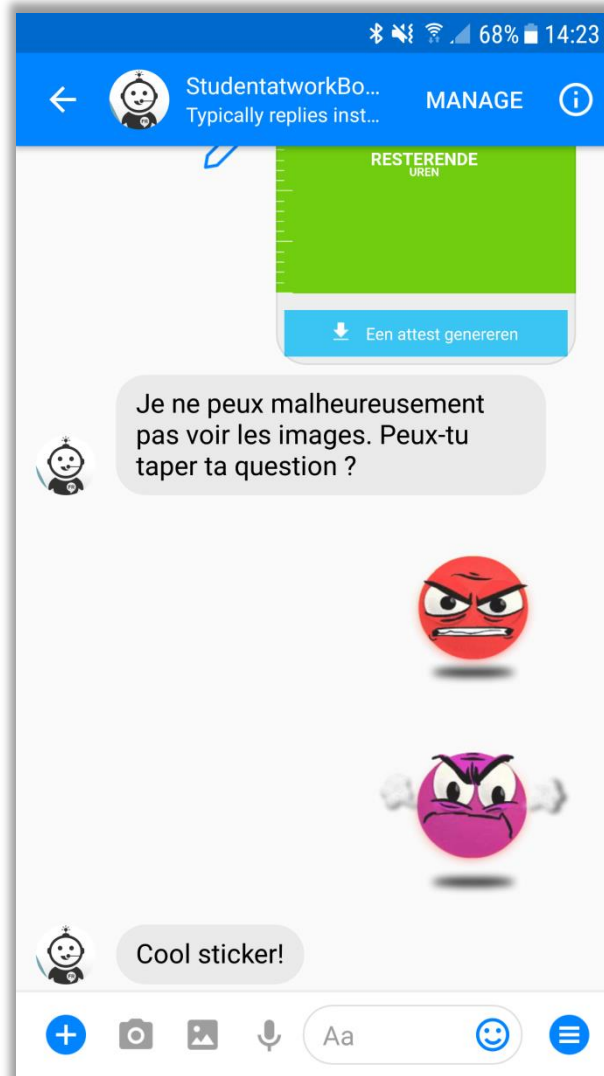 68% 14:23
StudentatworkBo...
Typically replies inst...
MANAGE
RESTERENDE
UREN
Een attest genereren
Je ne peux malheureusement
pas voir les images. Peux-tu
taper ta question ?
Cool sticker!
Aa